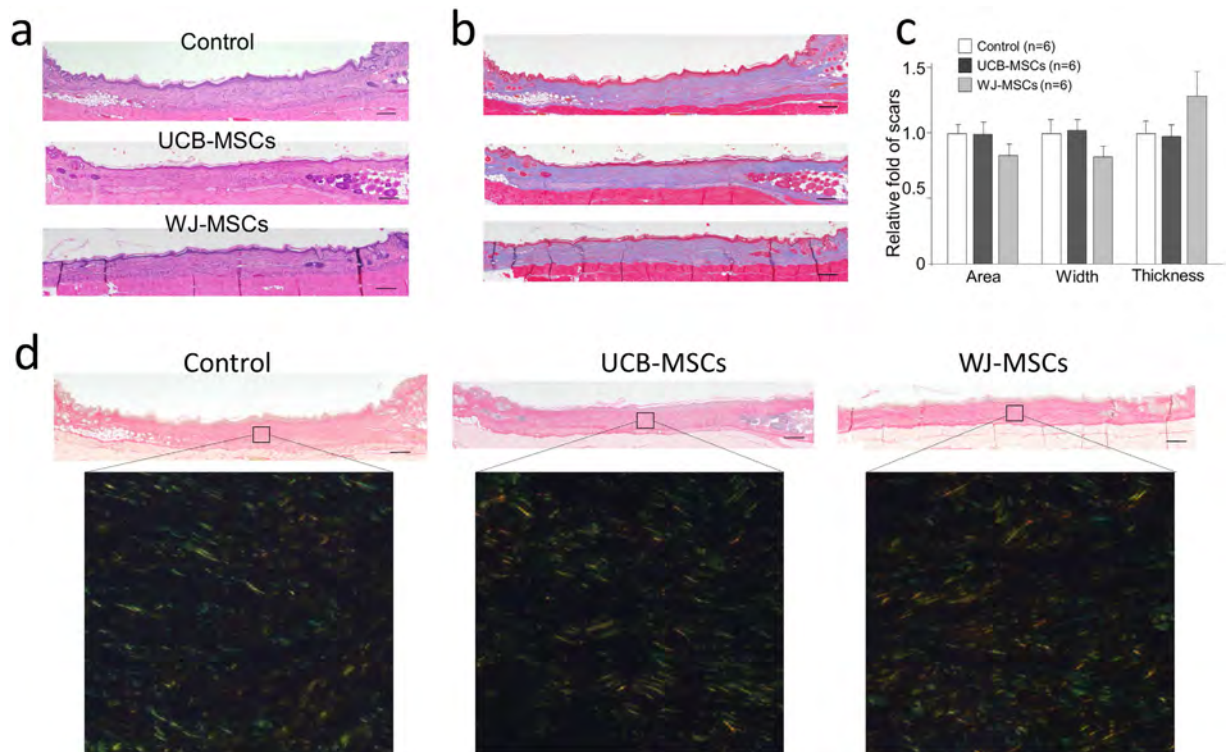 a
Control
UCB-MSCs
WJ-MSCs
b
c
Control (n=6)
UCB-MSCs (n=6)
WJ-MSCs (n=6)
Relative fold of scars
1.5
1.0
0.5
0
Area
Width
Thickness
d
Control
UCB-MSCs
WJ-MSCs